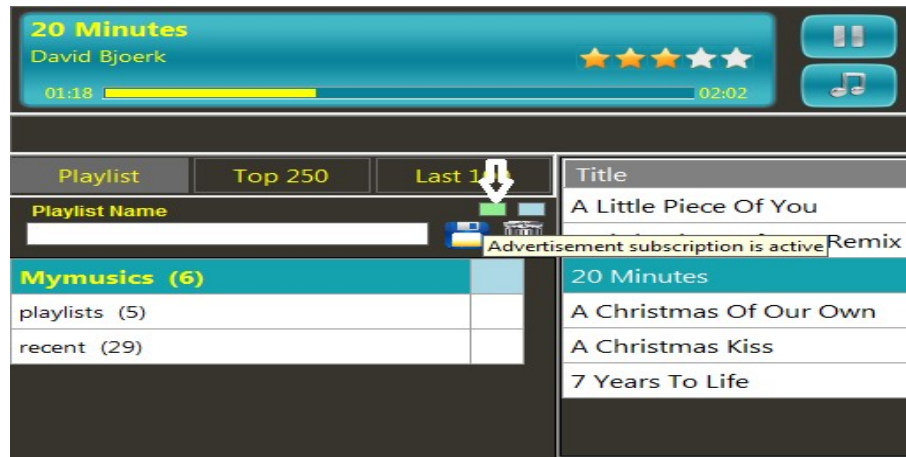 20 Minutes
David Bjoerk
01:18
02:02
Playlist
Top 250
Last 1
Title
Playlist Name
A Little Piece Of You
Remix
Advertisement subscription is active
Mymusics (6)
20 Minutes
playlists (5)
A Christmas Of Our Own
recent (29)
A Christmas Kiss
7 Years To Life